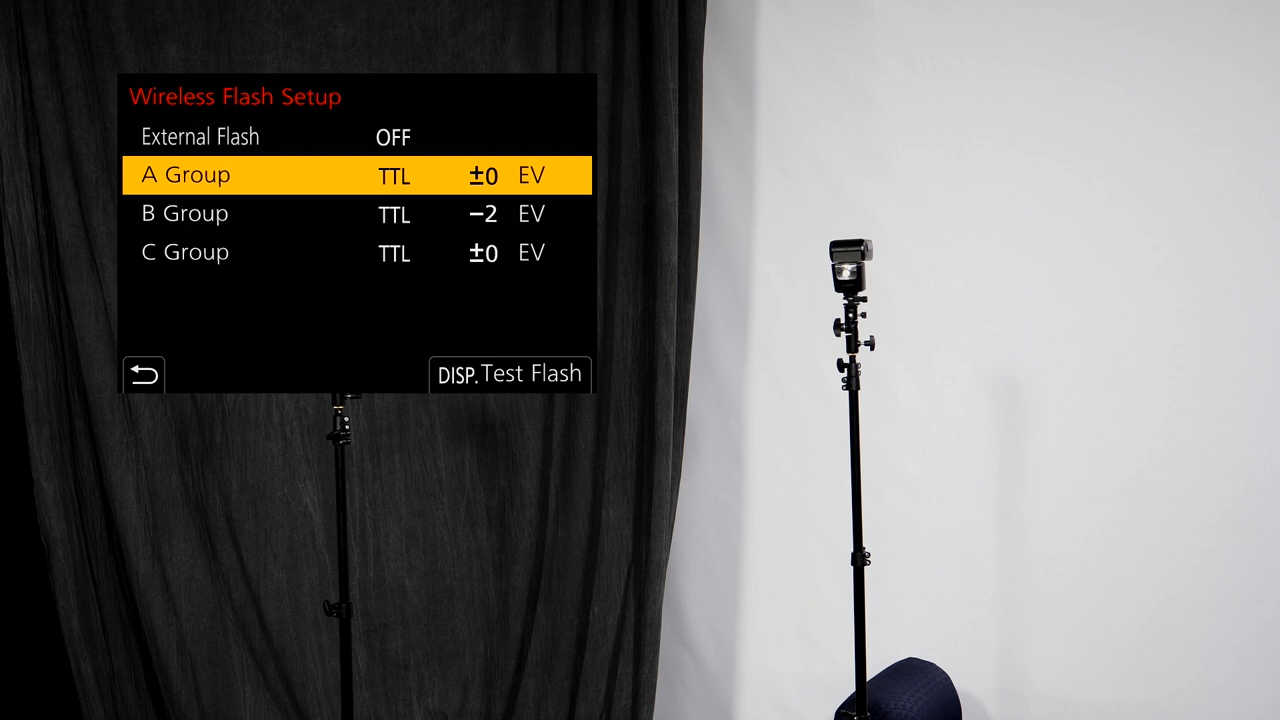 Wireless Flash Setup
External Flash OFF
A Group TTL ±0 EV
B Group TTL −2 EV
C Group TTL ±0 EV
DISP. Test Flash